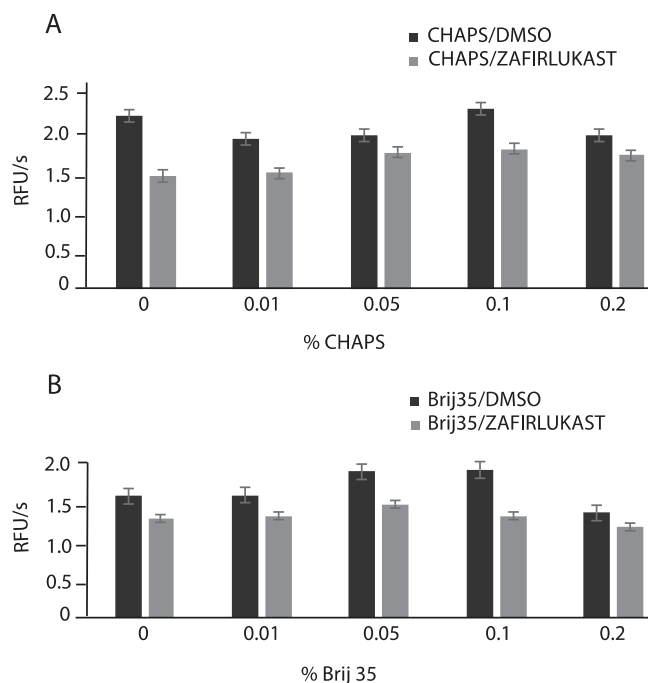 A
CHAPS/DMSO
CHAPS/ZAFIRLUKAST
RFU/s
2.5
2.0
1.5
1.0
0.5
0
0 0.01 0.05 0.1 0.2
% CHAPS
B
Brij35/DMSO
Brij35/ZAFIRLUKAST
RFU/s
2.0
1.5
1.0
0.5
0
0 0.01 0.05 0.1 0.2
% Brij 35